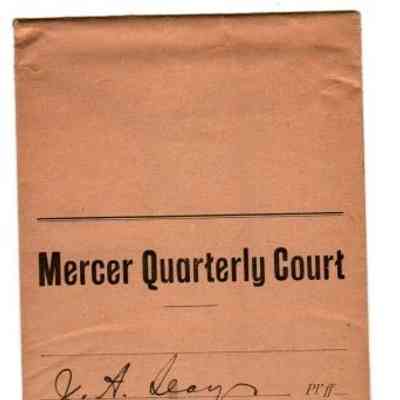 Mercer Quarterly Court
J. A. Pl'ff